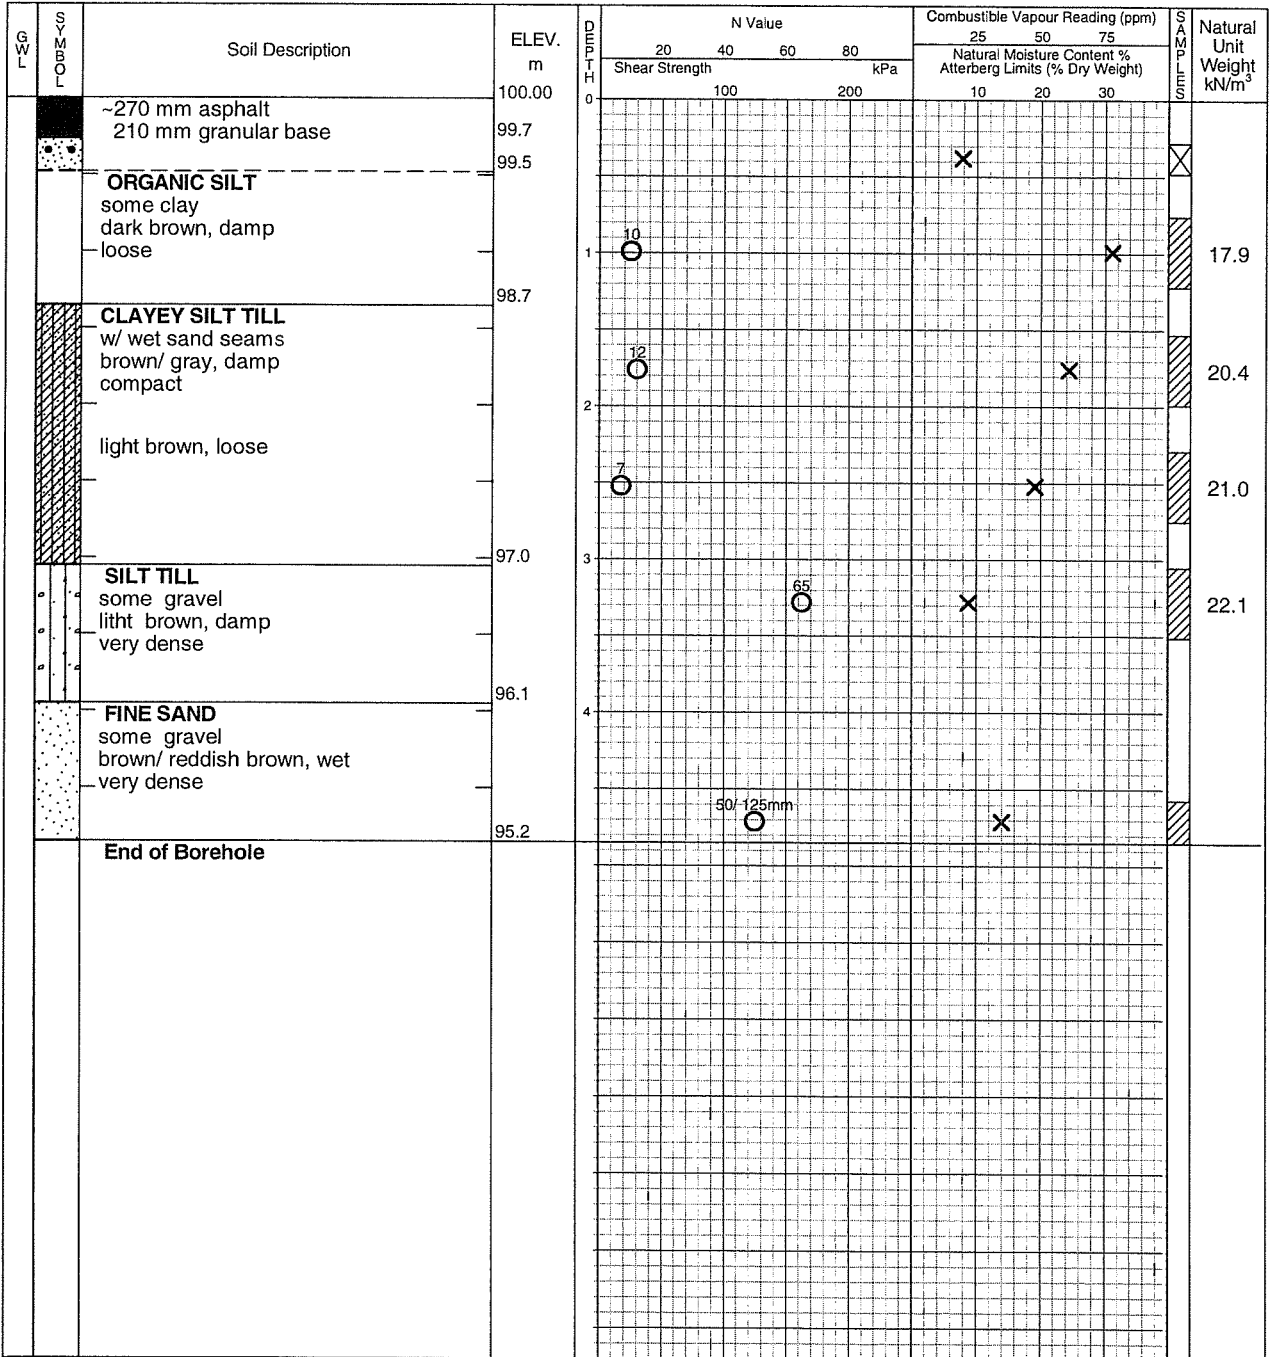 GWL
SYMBOL
Soil Description
ELEV.
m
DEPTH
N Value
20 40 60 80
Shear Strength kPa
100 200
Combustible Vapour Reading (ppm)
25 50 75
Natural Moisture Content %
Atterberg Limits (% Dry Weight)
10 20 30
SAMPLES
Natural
Unit
Weight
kN/m³
100.00
0
~270 mm asphalt
210 mm granular base
99.7
99.5
ORGANIC SILT
some clay
dark brown, damp
loose
10
1
17.9
98.7
CLAYEY SILT TILL
w/ wet sand seams
brown/ gray, damp
compact
12
20.4
2
light brown, loose
7
21.0
97.0
3
SILT TILL
some gravel
litht brown, damp
very dense
65
22.1
96.1
4
FINE SAND
some gravel
brown/ reddish brown, wet
very dense
50/ 125mm
95.2
End of Borehole